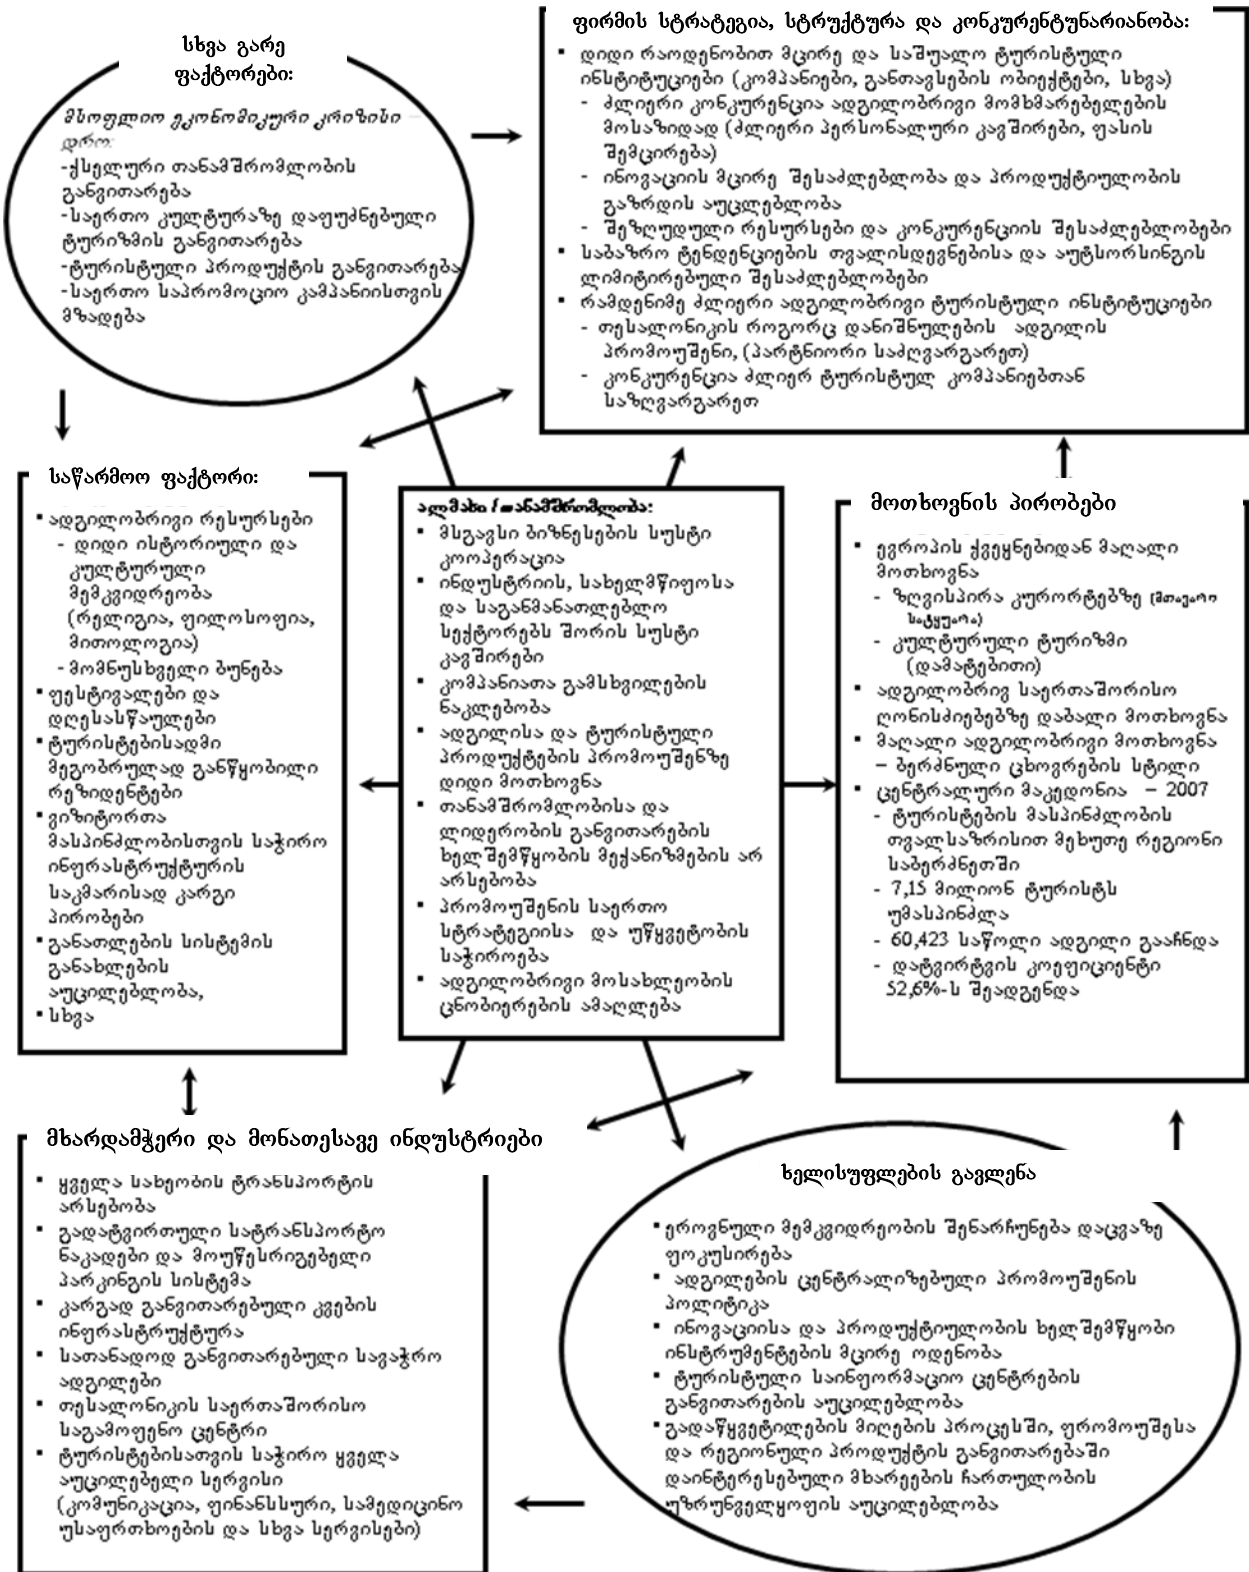 სხვა გარე
ფაქტორები:
მსოფლიო ეკონომიკური კრიზისი –
დრო:
-ქსელური თანამშრომლობის
განვითარება
-საერთო კულტურაზე დაფუძნებული
ტურიზმის განვითარება
-ტურისტული პროდუქტის განვითარება
-საერთო საპრომოციო კამპანიისთვის
მზადება
ფირმის სტრატეგია, სტრუქტურა და კონკურენტუნარიანობა:
▪ დიდი რაოდენობით მცირე და საშუალო ტურისტული
ინსტიტუციები (კომპანიები, განთავსების ობიექტები, სხვა)
- ძლიერი კონკურენცია ადგილობრივი მომხმარებელების
მოსაზიდად (ძლიერი პერსონალური კავშირები, ფასის
შემცირება)
- ინოვაციის მცირე შესაძლებლობა და პროდუქტიულობის
გაზრდის აუცლებლობა
- შეზღუდული რესურსები და კონკურენციის შესაძლებლობები
▪ საბაზრო ტენდენციების თვალისდევნებისა და აუტსორსინგის
ლიმიტირებული შესაძლებლობები
▪ რამდენიმე ძლიერი ადგილობრივი ტურისტული ინსტიტუციები
- თესალონიკის როგორც დანიშნულების ადგილის
პრომოუშენი, (პარტნიორი საძღვარგარეთ)
- კონკურენცია ძლიერ ტურისტულ კომპანიებთან
საზღვარგარეთ
საწარმოო ფაქტორი:
▪ ადგილობრივი რესურსები
- დიდი ისტორიული და
კულტურული
მემკვიდრეობა
(რელიგია, ფილოსოფია,
მითოლოგია)
- მომნუსხველი ბუნება
▪ ფესტივალები და
დღესასწაულები
▪ ტურისტებისადმი
მეგობრულად განწყობილი
რეზიდენტები
▪ ვიზიტორთა
მასპინძლობისთვის საჭირო
ინფრასტრუქტურის
საკმარისად კარგი
პირობები
▪ განათლების სისტემის
განახლების
აუცილებლობა,
▪ სხვა
ალმასი / თანამშრომლობა:
▪ მსგავსი ბიზნესების სუსტი
კოოპერაცია
▪ ინდუსტრიის, სახელმწიფოსა
და საგანმანათლებლო
სექტორებს შორის სუსტი
კავშირები
▪ კომპანიათა გამსხვილების
ნაკლებობა
▪ ადგილისა და ტურისტული
პროდუქტების პრომოუშენზე
დიდი მოთხოვნა
▪ თანამშრომლობისა და
ლიდერობის განვითარების
ხელშემწყობის მექანიზმების არ
არსებობა
▪ პრომოუშენის საერთო
სტრატეგიისა და უწყვეტობის
საჭიროება
▪ ადგილობრივი მოსახლეობის
ცნობიერების ამაღლება
მოთხოვნის პირობები
▪ ევროპის ქვეყნებიდან მაღალი
მოთხოვნა
- ზღვისპირა კურორტებზე (მთავარი
სატყუარა)
- კულტურული ტურიზმი
(დამატებითი)
▪ ადგილობრივ საერთაშორისო
ღონისძიებებზე დაბალი მოთხოვნა
▪ მაღალი ადგილობრივი მოთხოვნა
– ბერძნული ცხოვრების სტილი
▪ ცენტრალური მაკედონია – 2007
- ტურისტების მასპინძლობის
თვალსაზრისით მეხუთე რეგიონი
საბერძნეთში
- 7,15 მილიონ ტურისტს
უმასპინძლა
- 60,423 საწოლი ადგილი გააჩნდა
- დატვირთვის კოეფიციენტი
52,6%-ს შეადგენდა
მხარდამჭერი და მონათესავე ინდუსტრიები
▪ ყველა სახეობის ტრანსპორტის
არსებობა
▪ გადატვირთული სატრანსპორტო
ნაკადები და მოუწესრიგებელი
პარკინგის სისტემა
▪ კარგად განვითარებული კვების
ინფრასტრუქტურა
▪ სათანადოდ განვითარებული სავაჭრო
ადგილები
▪ თესალონიკის საერთაშორისო
საგამოფენო ცენტრი
▪ ტურისტებისათვის საჭირო ყველა
აუცილებელი სერვისი
(კომუნიკაცია, ფინანსსური, სამედიცინო
უსაფრთხოების და სხვა სერვისები)
ხელისუფლების გავლენა
▪ ეროვნული მემკვიდრეობის შენარჩუნება დაცვაზე
ფოკუსირება
▪ ადგილების ცენტრალიზებული პრომოუშენის
პოლიტიკა
▪ ინოვაციისა და პროდუქტიულობის ხელშემწყობი
ინსტრუმენტების მცირე ოდენობა
▪ ტურისტული საინფორმაციო ცენტრების
განვითარების აუცილებლობა
▪ გადაწყვეტილების მიღების პროცესში, ფრომოუშესა
და რეგიონული პროდუქტის განვითარებაში
დაინტერესებული მხარეების ჩართულობის
უზრუნველყოფის აუცილებლობა